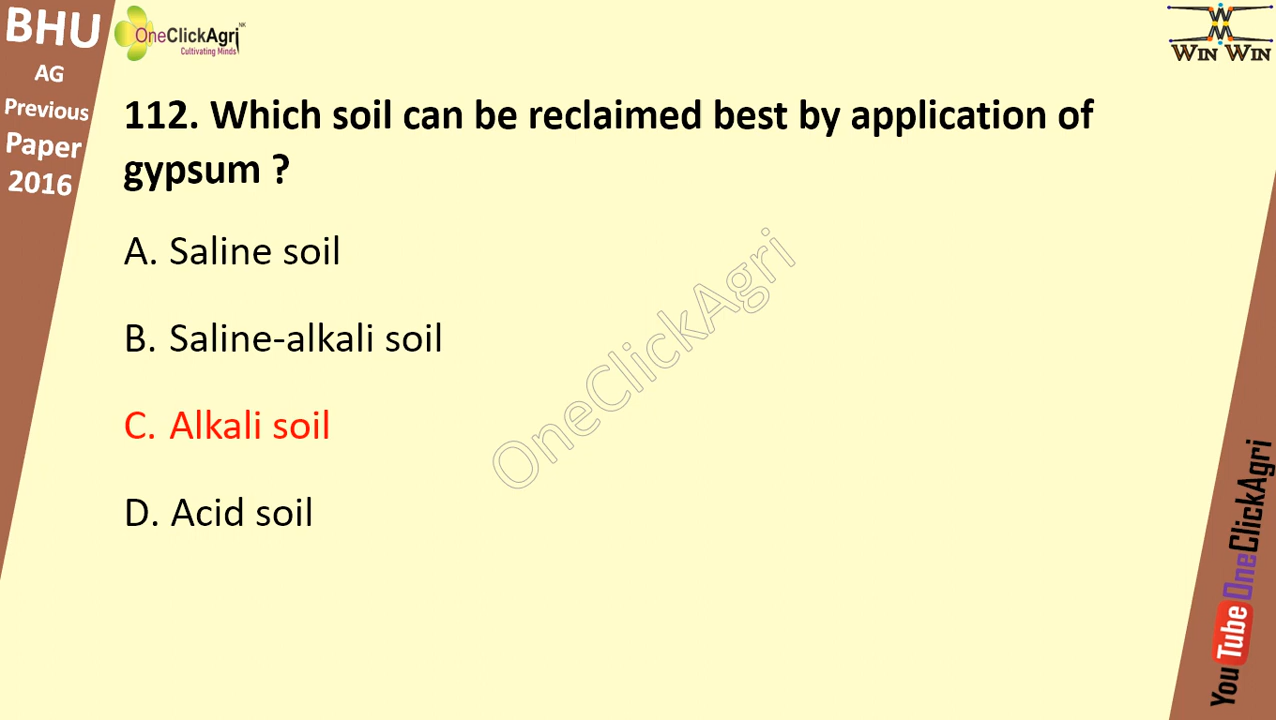 BHU
AG
Previous
Paper
2016
OneClickAgri NK
Cultivating Minds
WIN WIN
112. Which soil can be reclaimed best by application of
gypsum ?
A. Saline soil
B. Saline-alkali soil
C. Alkali soil
D. Acid soil
OneClickAgri
YouTube OneClickAgri